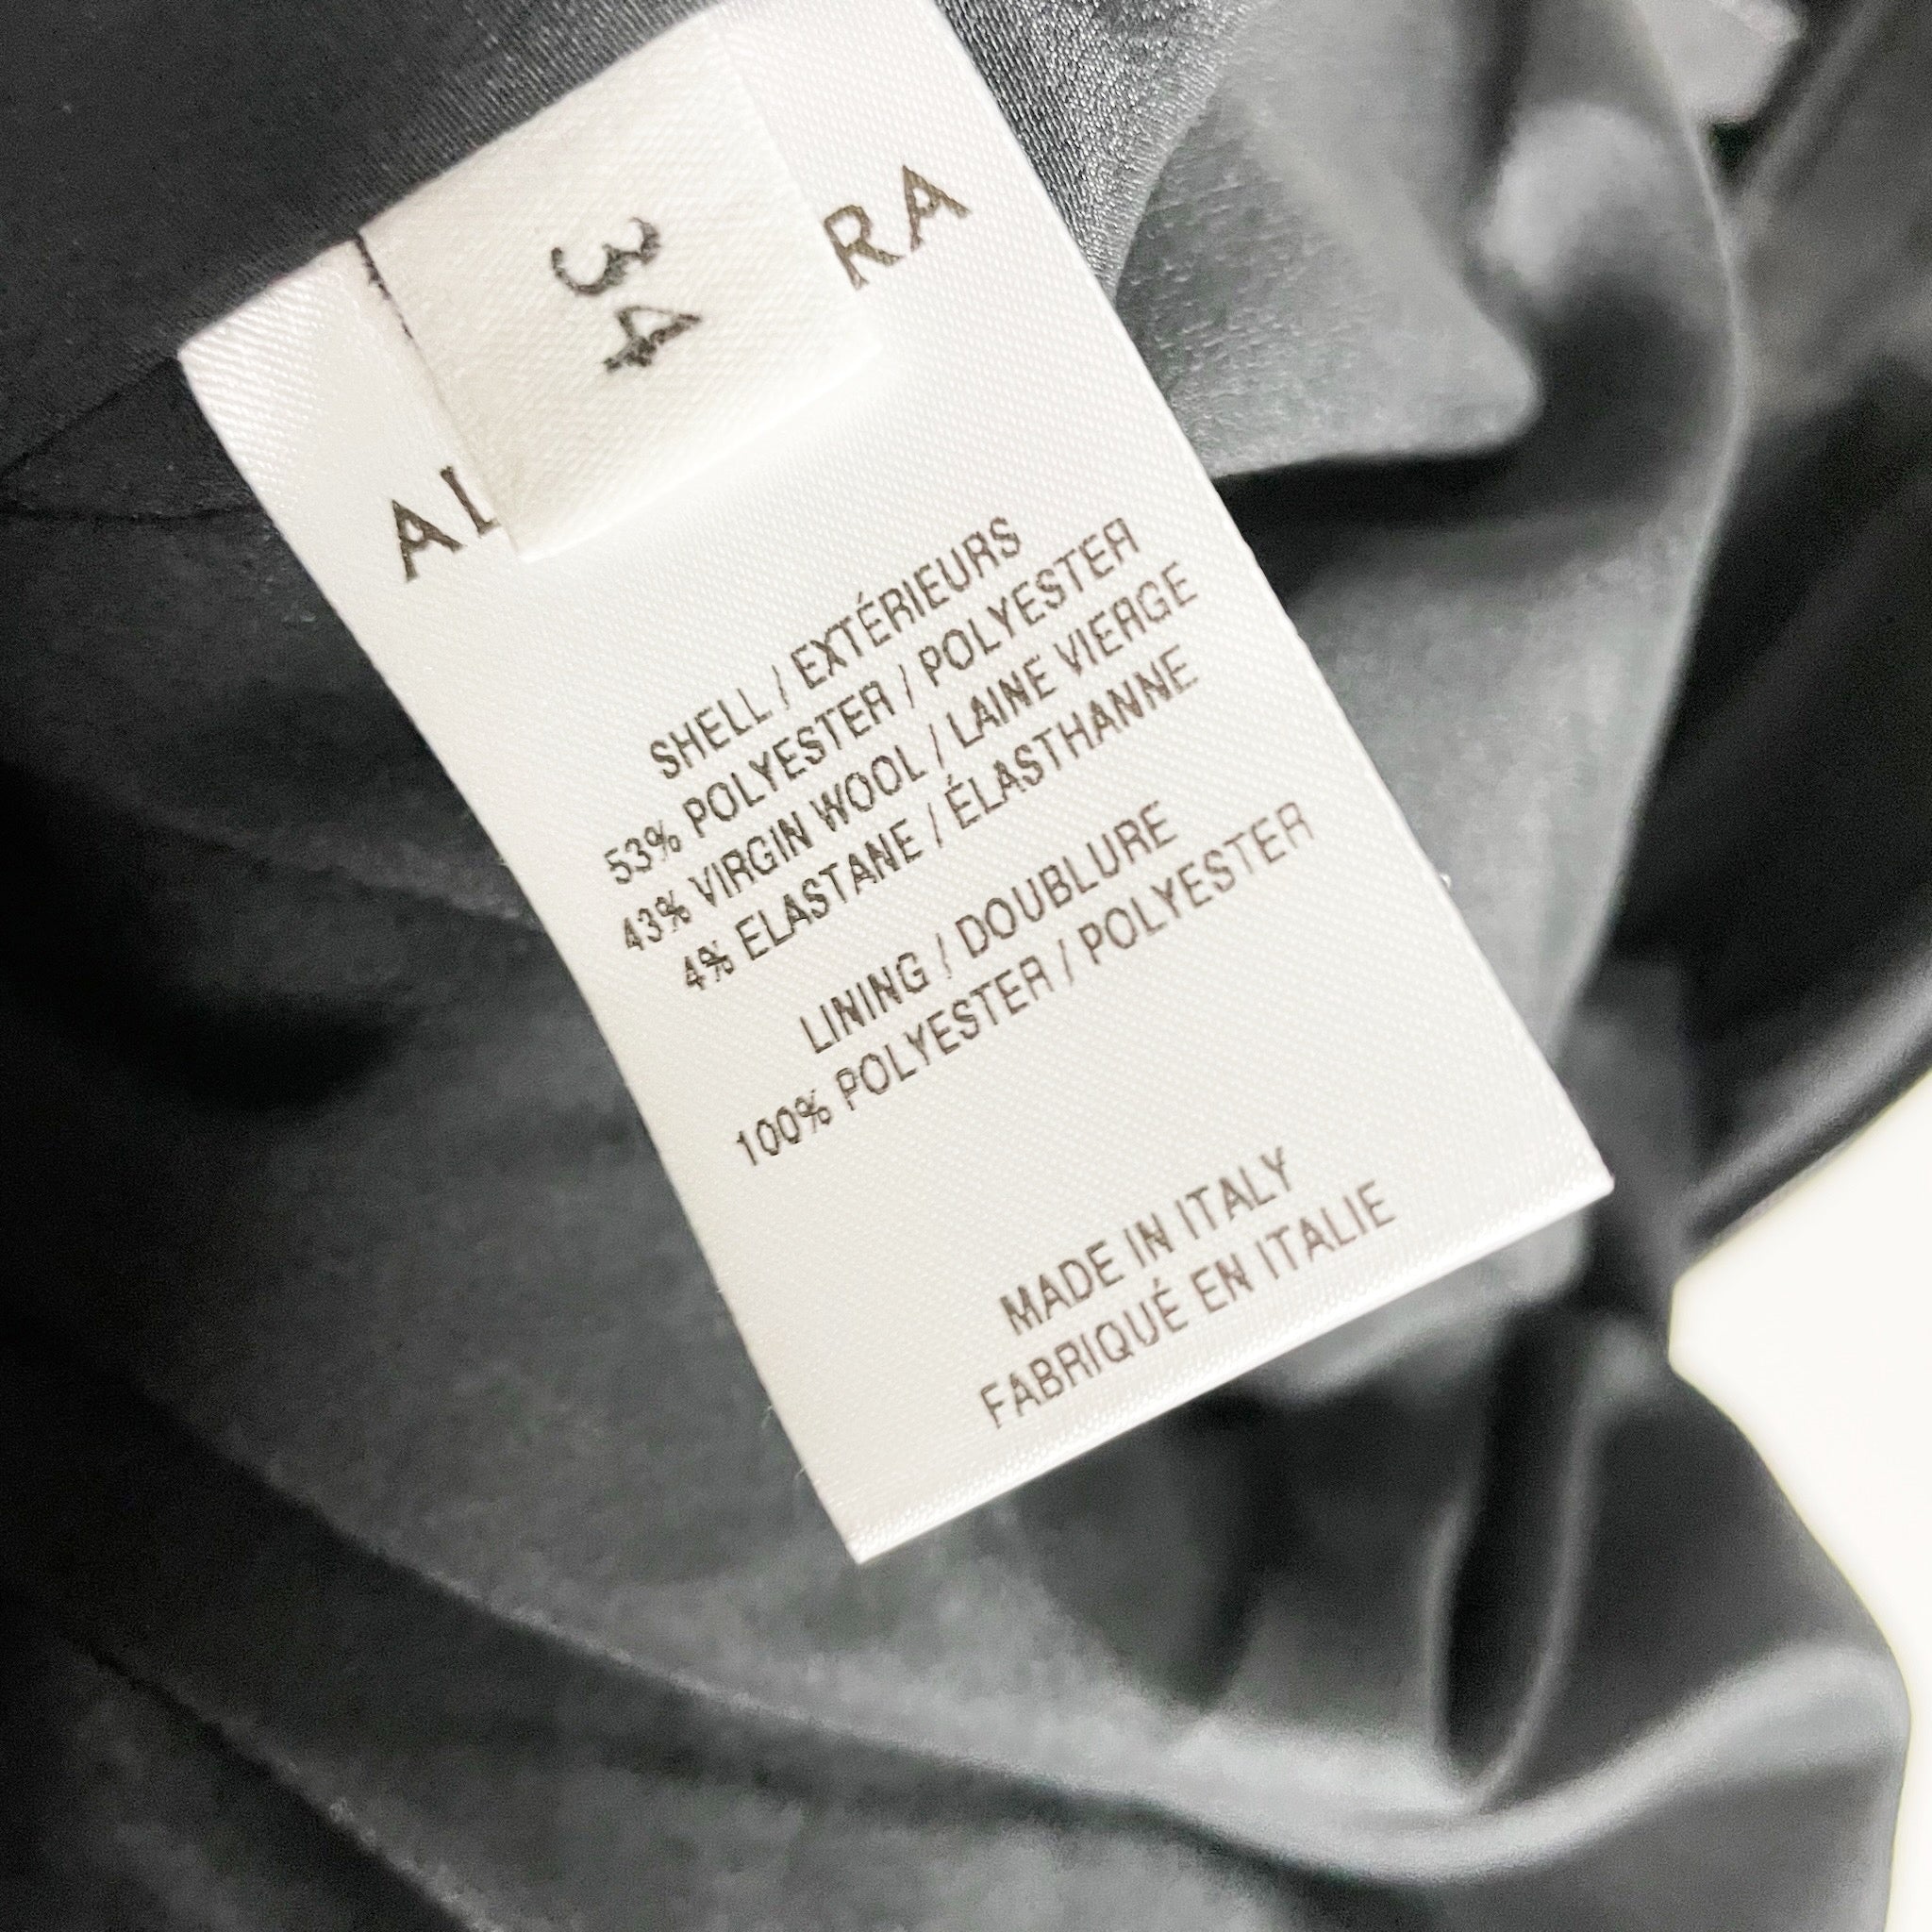 34
AL
RA
SHELL / EXTÉRIEURS
53% POLYESTER / POLYESTER
43% VIRGIN WOOL / LAINE VIERGE
4% ELASTANE / ÉLASTHANNE
LINING / DOUBLURE
100% POLYESTER / POLYESTER
MADE IN ITALY
FABRIQUÉ EN ITALIE